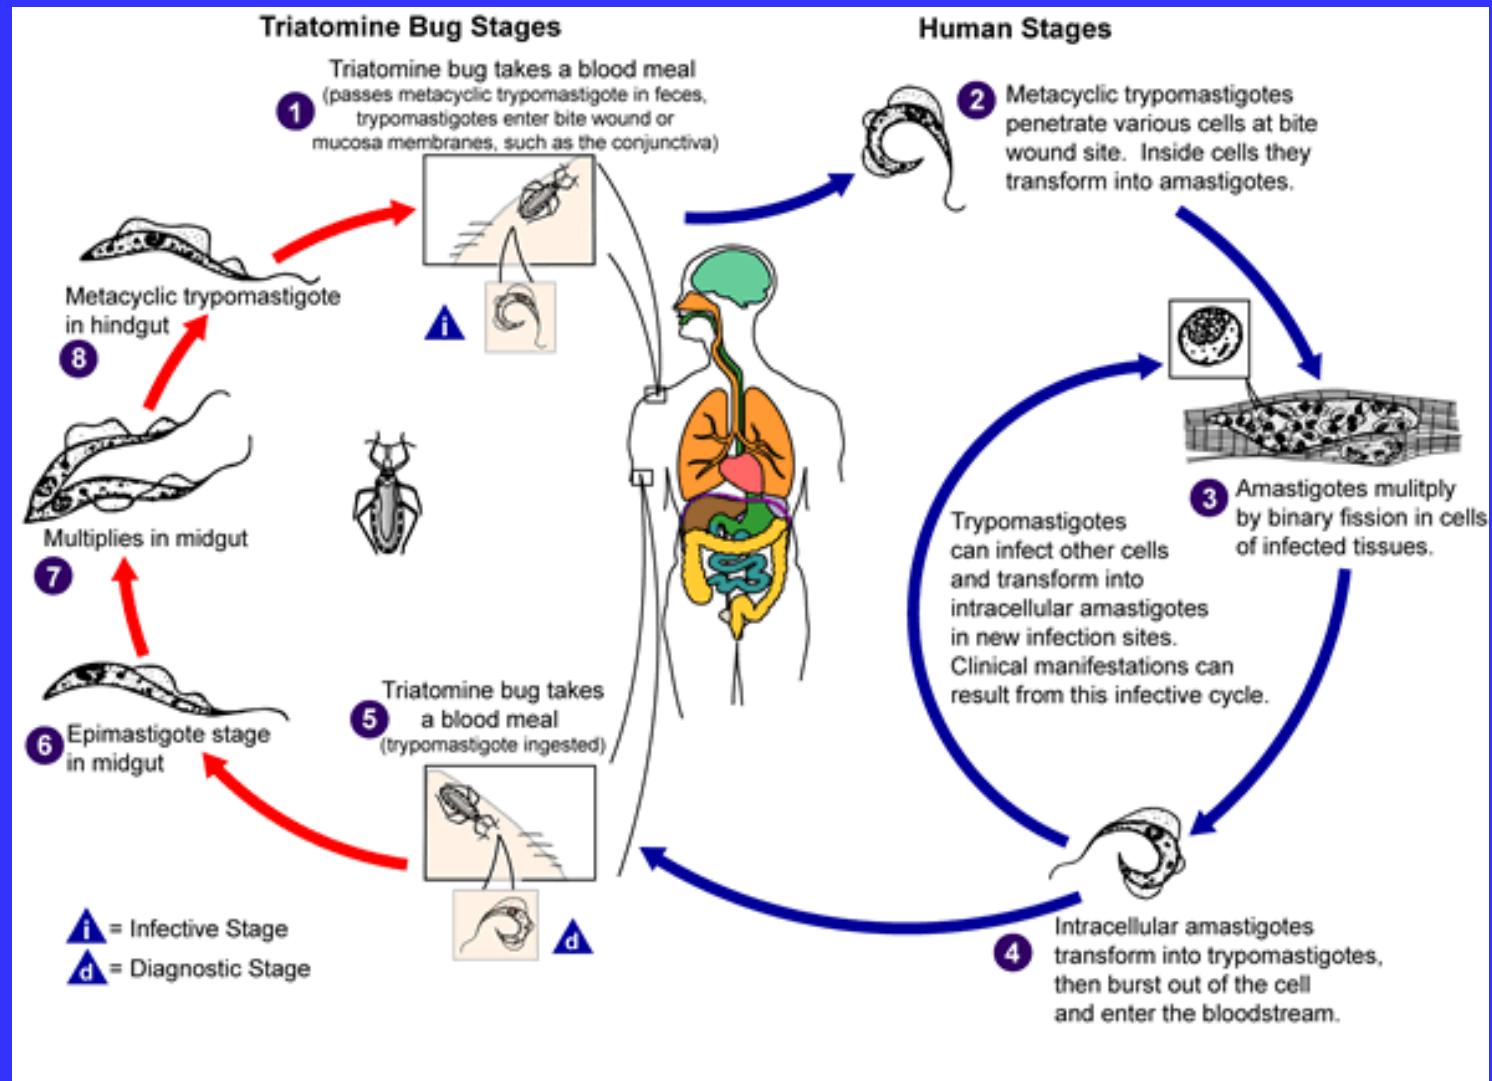 Triatomine Bug Stages
Human Stages
1
Triatomine bug takes a blood meal
(passes metacyclic trypomastigote in feces,
trypomastigotes enter bite wound or
mucosa membranes, such as the conjunctiva)
i
2
Metacyclic trypomastigotes
penetrate various cells at bite
wound site. Inside cells they
transform into amastigotes.
3
Amastigotes mulitply
by binary fission in cells
of infected tissues.
Trypomastigotes
can infect other cells
and transform into
intracellular amastigotes
in new infection sites.
Clinical manifestations can
result from this infective cycle.
4
Intracellular amastigotes
transform into trypomastigotes,
then burst out of the cell
and enter the bloodstream.
5
Triatomine bug takes
a blood meal
(trypomastigote ingested)
d
6
Epimastigote stage
in midgut
Multiplies in midgut
7
Metacyclic trypomastigote
in hindgut
8
i = Infective Stage
d = Diagnostic Stage